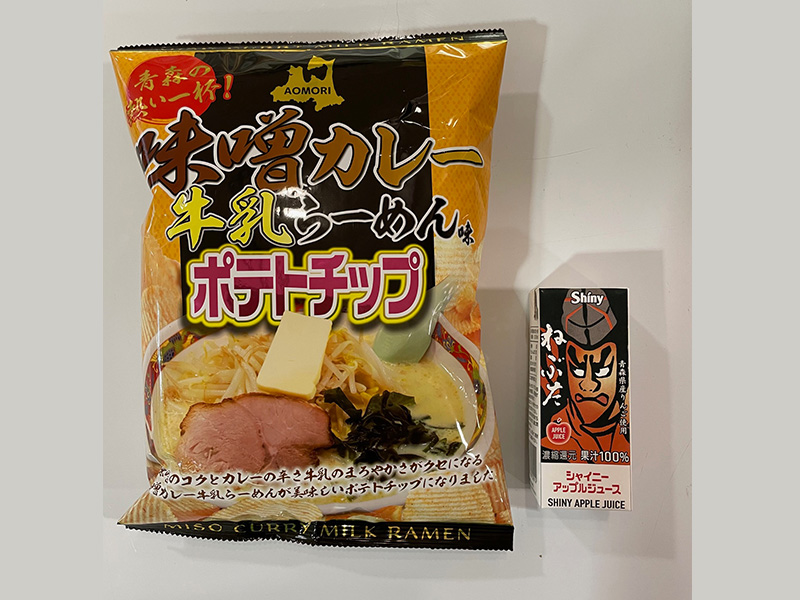 青森の
熱い一杯!
AOMORI
味噌カレー
牛乳らーめん味
ポテトチップ
のコクとカレーの辛さ牛乳のまろやかさがクセになる
カレー牛乳らーめんが美味しいポテトチップになりました
MISO CURRY MILK RAMEN
Shiny
ねぶた
青森県産りんご使用
APPLE
JUICE
濃縮還元 果汁100%
シャイニー
アップルジュース
SHINY APPLE JUICE